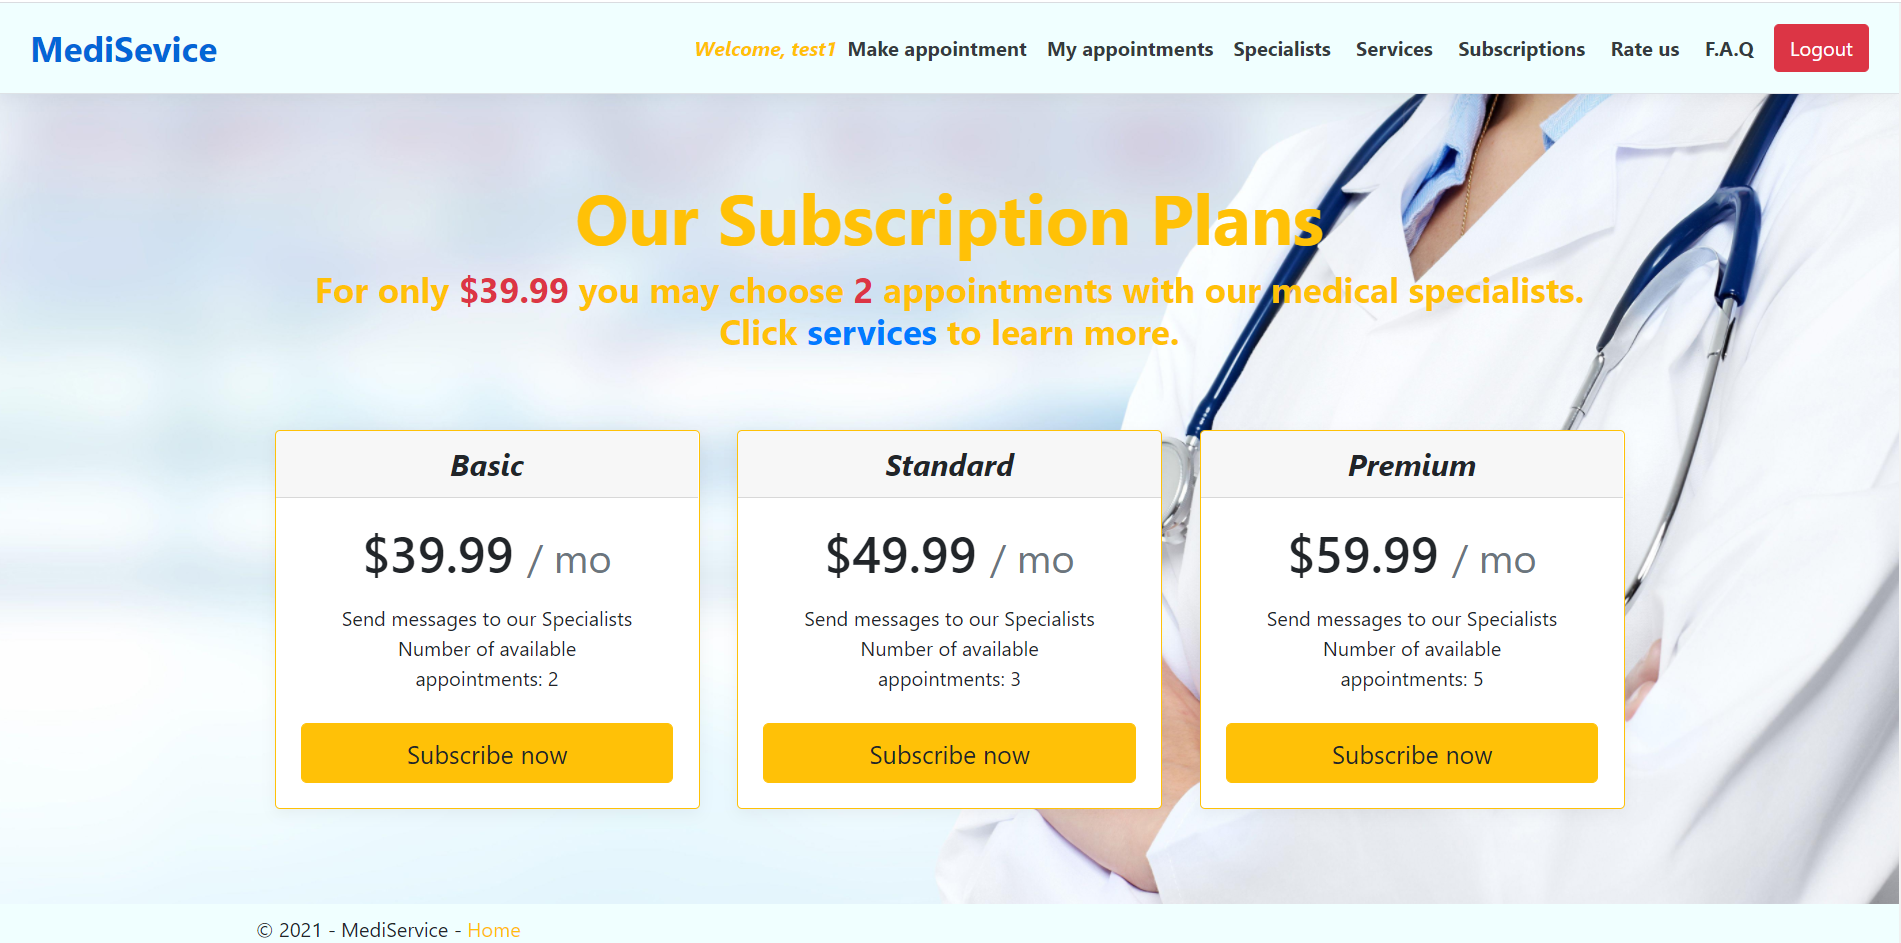 MediSevice
Welcome, test1 Make appointment My appointments Specialists Services Subscriptions Rate us F.A.Q Logout
Our Subscription Plans
For only $39.99 you may choose 2 appointments with our medical specialists.
Click services to learn more.
Basic
$39.99 / mo
Send messages to our Specialists
Number of available
appointments: 2
Subscribe now
Standard
$49.99 / mo
Send messages to our Specialists
Number of available
appointments: 3
Subscribe now
Premium
$59.99 / mo
Send messages to our Specialists
Number of available
appointments: 5
Subscribe now
© 2021 - MediService - Home